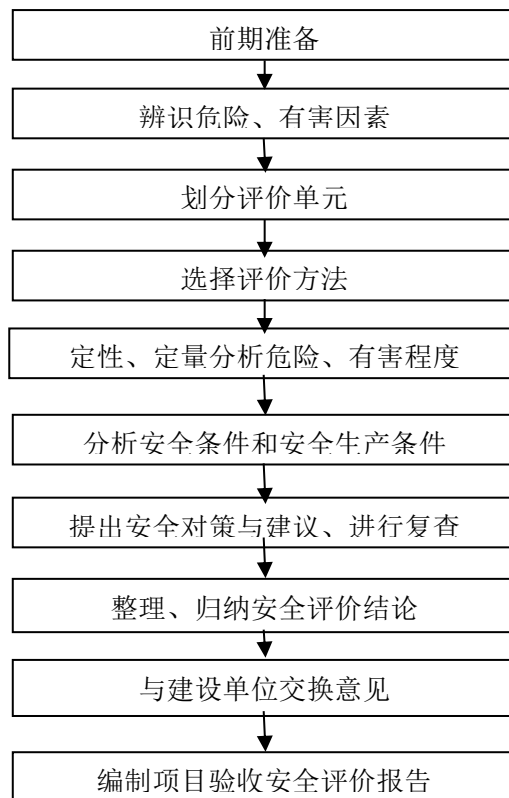 前期准备
辨识危险、有害因素
划分评价单元
选择评价方法
定性、定量分析危险、有害程度
分析安全条件和安全生产条件
提出安全对策与建议、进行复查
整理、归纳安全评价结论
与建设单位交换意见
编制项目验收安全评价报告